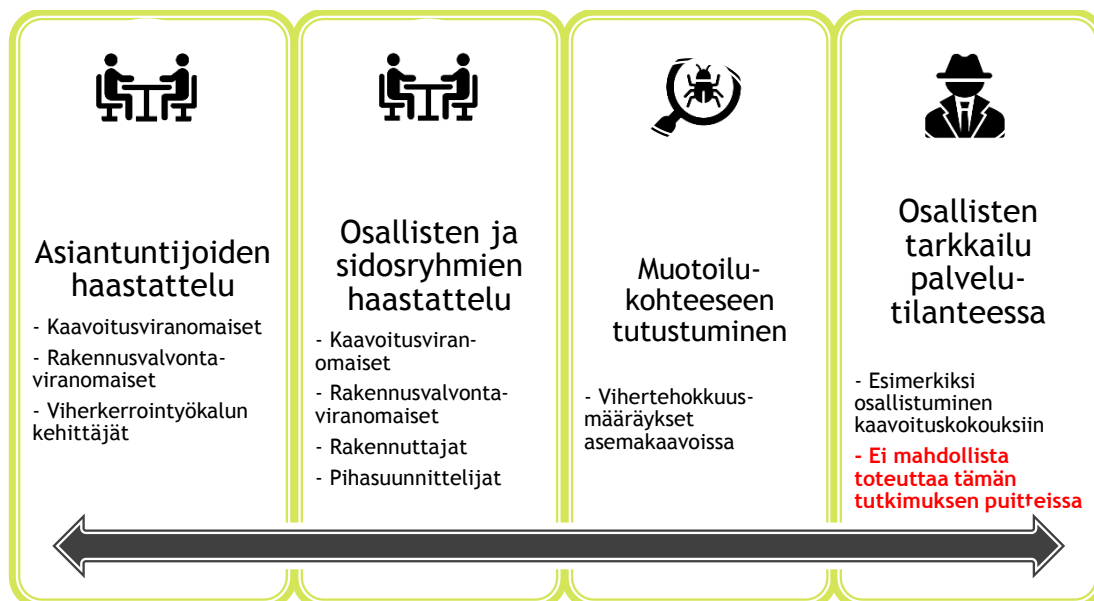 Asiantuntijoiden
haastattelu
- Kaavoitusviranomaiset
- Rakennusvalvonta-
viranomaiset
- Viherkerrointyökalun
kehittäjät
Osallisten ja
sidosryhmien
haastattelu
- Kaavoitusviran-
omaiset
- Rakennusvalvonta-
viranomaiset
- Rakennuttajat
- Pihasuunnittelijat
Muotoilu-
kohteeseen
tutustuminen
- Vihertehokkuus-
määräykset
asemakaavoissa
Osallisten
tarkkailu
palvelu-
tilanteessa
- Esimerkiksi
osallistuminen
kaavoituskokouksiin
- Ei mahdollista
toteuttaa tämän
tutkimuksen puitteissa